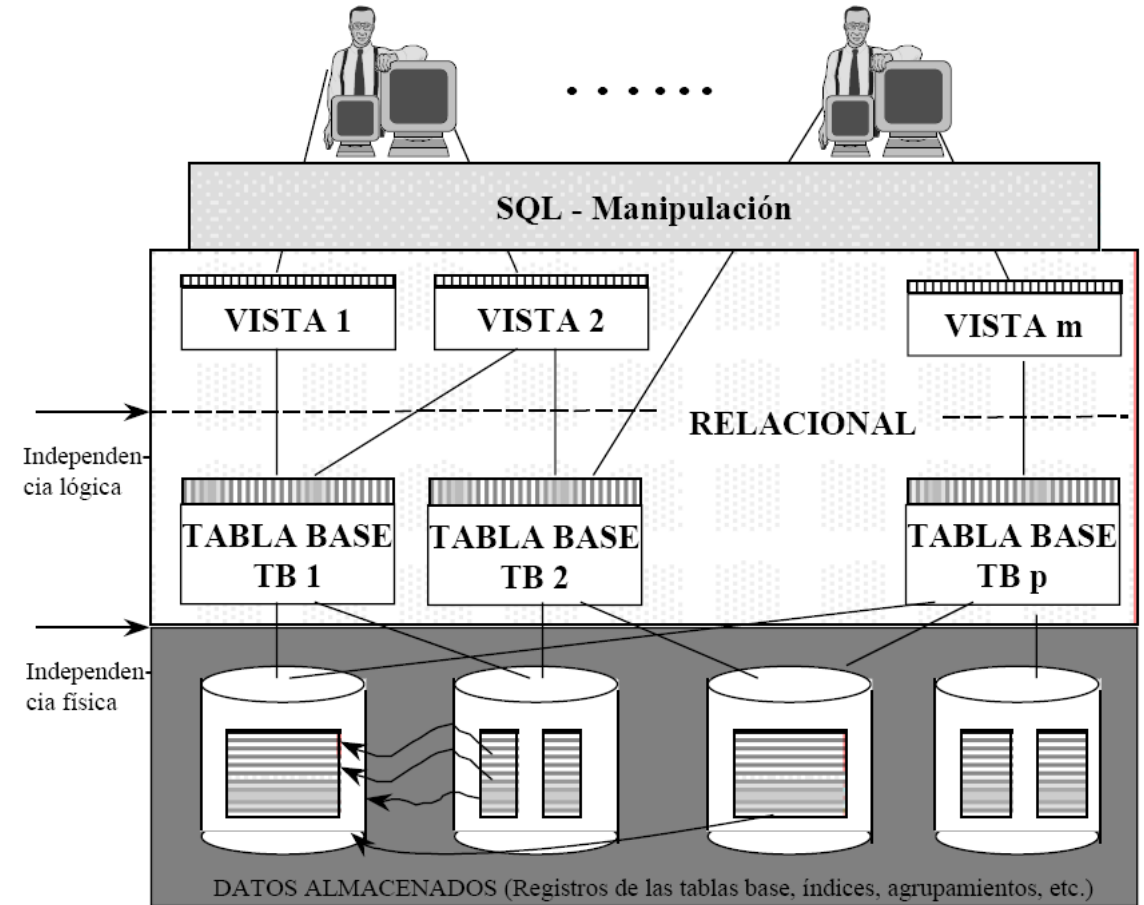 SQL - Manipulación
VISTA 1
VISTA 2
VISTA m
RELACIONAL
Independen-
cia lógica
TABLA BASE
TB 1
TABLA BASE
TB 2
TABLA BASE
TB p
Independen-
cia física
DATOS ALMACENADOS (Registros de las tablas base, índices, agrupamientos, etc.)